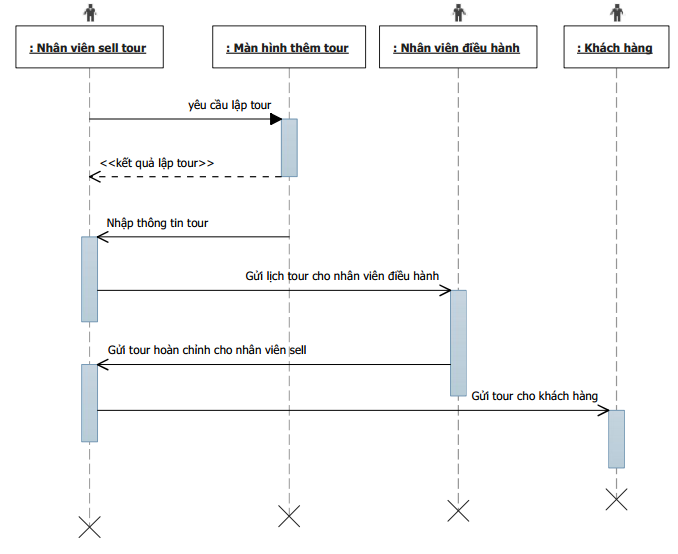 : Nhân viên sell tour
: Màn hình thêm tour
: Nhân viên điều hành
: Khách hàng
yêu cầu lập tour
<<kết quả lập tour>>
Nhập thông tin tour
Gửi lịch tour cho nhân viên điều hành
Gửi tour hoàn chỉnh cho nhân viên sell
Gửi tour cho khách hàng